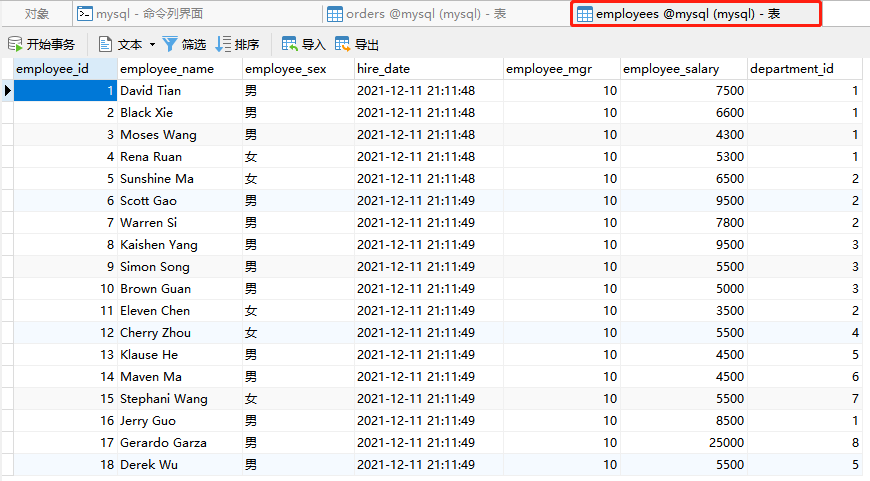 对象 mysql - 命令列界面 orders @mysql (mysql) - 表 employees @mysql (mysql) - 表
开始事务 文本 筛选 排序 导入 导出
employee_id employee_name employee_sex hire_date employee_mgr employee_salary department_id
1 David Tian 男 2021-12-11 21:11:48 10 7500 1
2 Black Xie 男 2021-12-11 21:11:48 10 6600 1
3 Moses Wang 男 2021-12-11 21:11:48 10 4300 1
4 Rena Ruan 女 2021-12-11 21:11:48 10 5300 1
5 Sunshine Ma 女 2021-12-11 21:11:48 10 6500 2
6 Scott Gao 男 2021-12-11 21:11:49 10 9500 2
7 Warren Si 男 2021-12-11 21:11:49 10 7800 2
8 Kaishen Yang 男 2021-12-11 21:11:49 10 9500 3
9 Simon Song 男 2021-12-11 21:11:49 10 5500 3
10 Brown Guan 男 2021-12-11 21:11:49 10 5000 3
11 Eleven Chen 女 2021-12-11 21:11:49 10 3500 2
12 Cherry Zhou 女 2021-12-11 21:11:49 10 5500 4
13 Klause He 男 2021-12-11 21:11:49 10 4500 5
14 Maven Ma 男 2021-12-11 21:11:49 10 4500 6
15 Stephani Wang 女 2021-12-11 21:11:49 10 5500 7
16 Jerry Guo 男 2021-12-11 21:11:49 10 8500 1
17 Gerardo Garza 男 2021-12-11 21:11:49 10 25000 8
18 Derek Wu 男 2021-12-11 21:11:49 10 5500 5